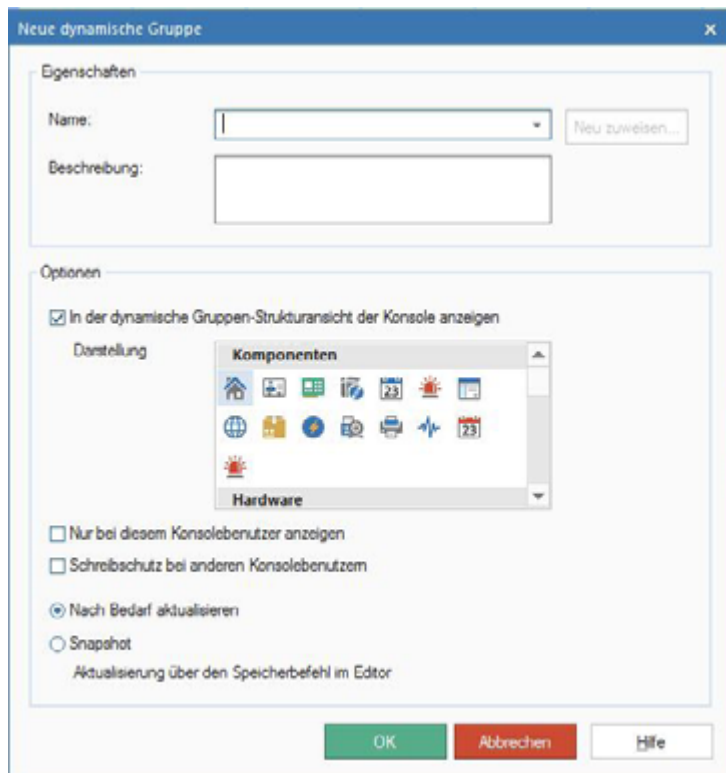 Neue dynamische Gruppe
Eigenschaften
Name:
Neu zuweisen...
Beschreibung:
Optionen
In der dynamische Gruppen-Strukturansicht der Konsole anzeigen
Darstellung
Komponenten
23
23
Hardware
Nur bei diesem Konsolebenutzer anzeigen
Schreibschutz bei anderen Konsolebenutzern
Nach Bedarf aktualisieren
Snapshot
Aktualisierung über den Speicherbefehl im Editor
OK
Abbrechen
Hilfe